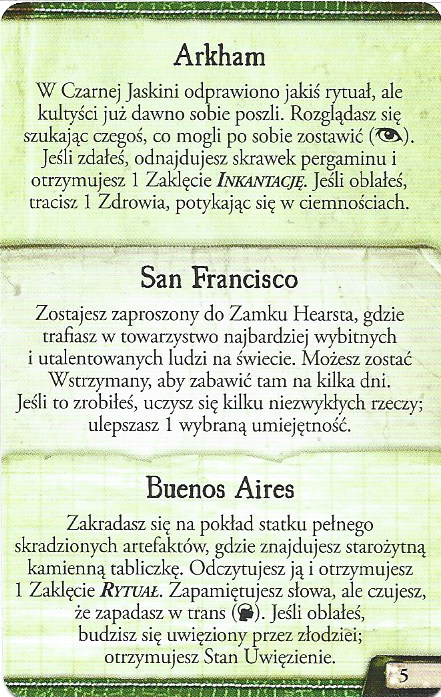 Arkham
W Czarnej Jaskini odprawiono jakiś rytuał, ale
kultyści już dawno sobie poszli. Rozglądasz się
szukając czegoś, co mogli po sobie zostawić ( ).
Jeśli zdałeś, odnajdujesz skrawek pergaminu i
otrzymujesz 1 Zaklęcie INKANTACJĘ. Jeśli oblałeś,
tracisz 1 Zdrowia, potykając się w ciemnościach.
San Francisco
Zostajesz zaproszony do Zamku Hearsta, gdzie
trafiasz w towarzystwo najbardziej wybitnych
i utalentowanych ludzi na świecie. Możesz zostać
Wstrzymany, aby zabawić tam na kilka dni.
Jeśli to zrobiłeś, uczysz się kilku niezwykłych rzeczy;
ulepszasz 1 wybraną umiejętność.
Buenos Aires
Zakradasz się na pokład statku pełnego
skradzionych artefaktów, gdzie znajdujesz starożytną
kamienną tabliczkę. Odczytujesz ją i otrzymujesz
1 Zaklęcie RYTUAŁ. Zapamiętujesz słowa, ale czujesz,
że zapadasz w trans ( ). Jeśli oblałeś,
budzisz się uwięziony przez złodziei;
otrzymujesz Stan Uwięzienie.
5